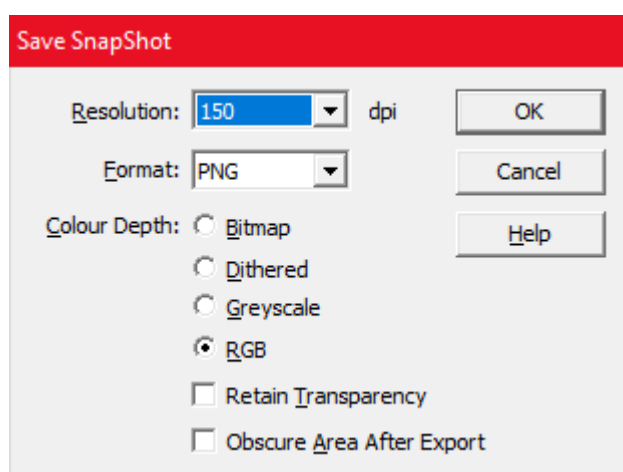 Save SnapShot
Resolution: 150 dpi OK
Format: PNG Cancel
Colour Depth: Bitmap Help
Dithered
Greyscale
RGB
Retain Transparency
Obscure Area After Export